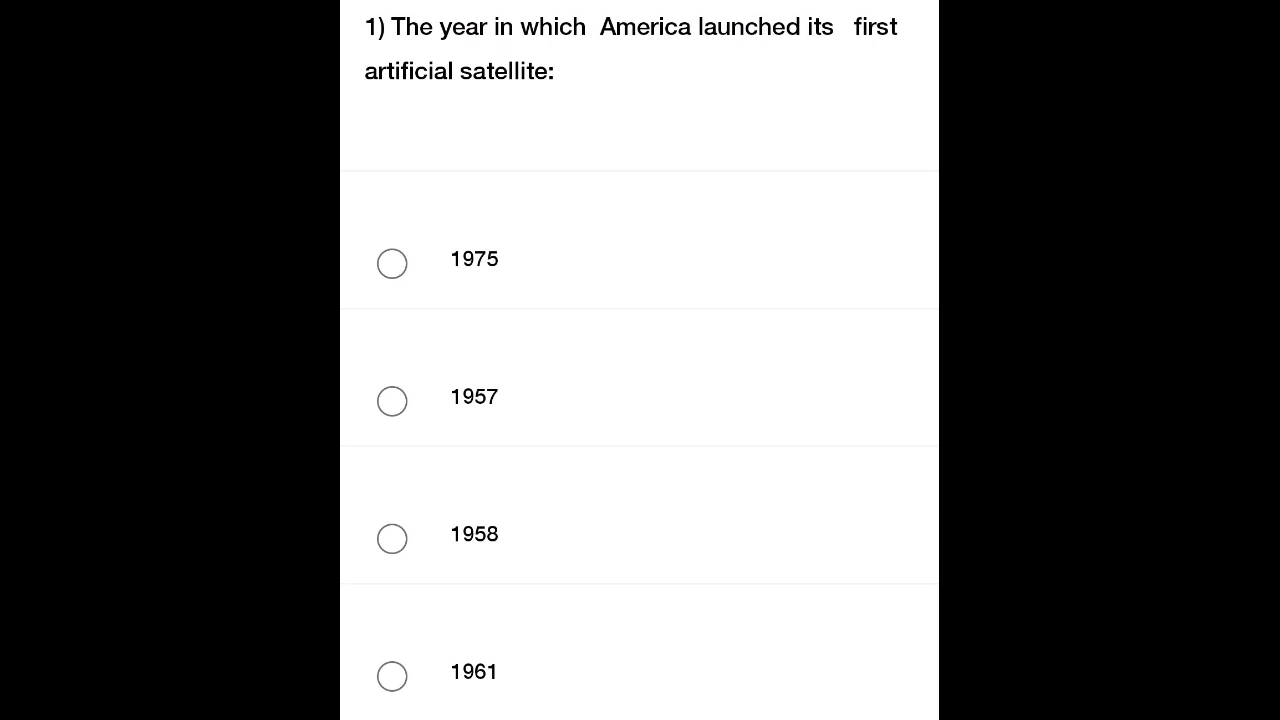 1) The year in which America launched its first
artificial satellite:
1975
1957
1958
1961